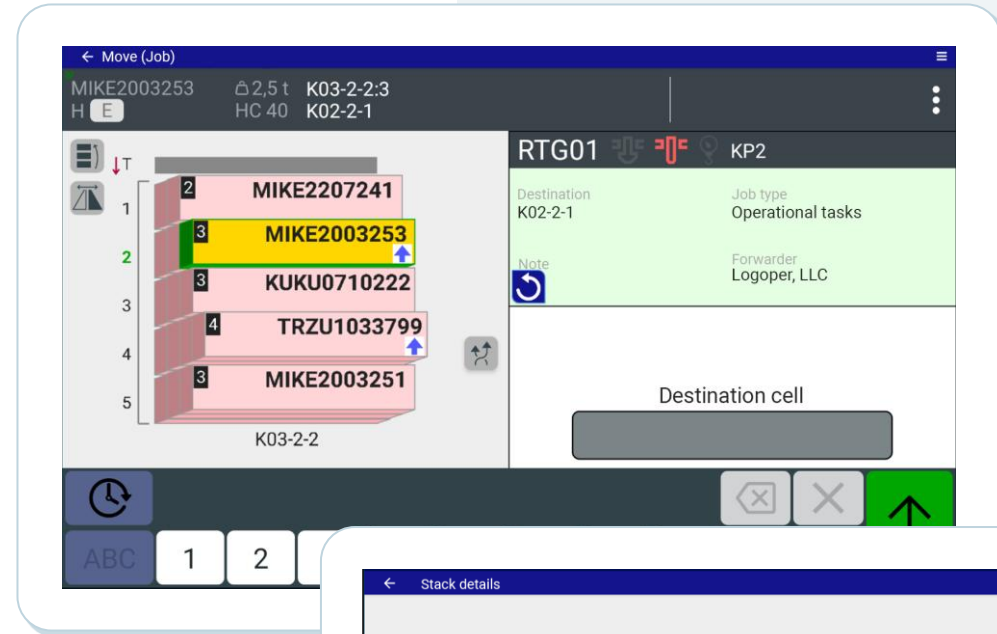 ← Move (Job)
MIKE2003253 2,5 t K03-2-2:3
H E HC 40 K02-2-1
RTG01 KP2
T
1 2 MIKE2207241
2 3 MIKE2003253
3 3 KUKU0710222
4 4 TRZU1033799
5 3 MIKE2003251
K03-2-2
Destination Job type
K02-2-1 Operational tasks
Note Forwarder
Logoper, LLC
Destination cell
ABC 1 2
← Stack details